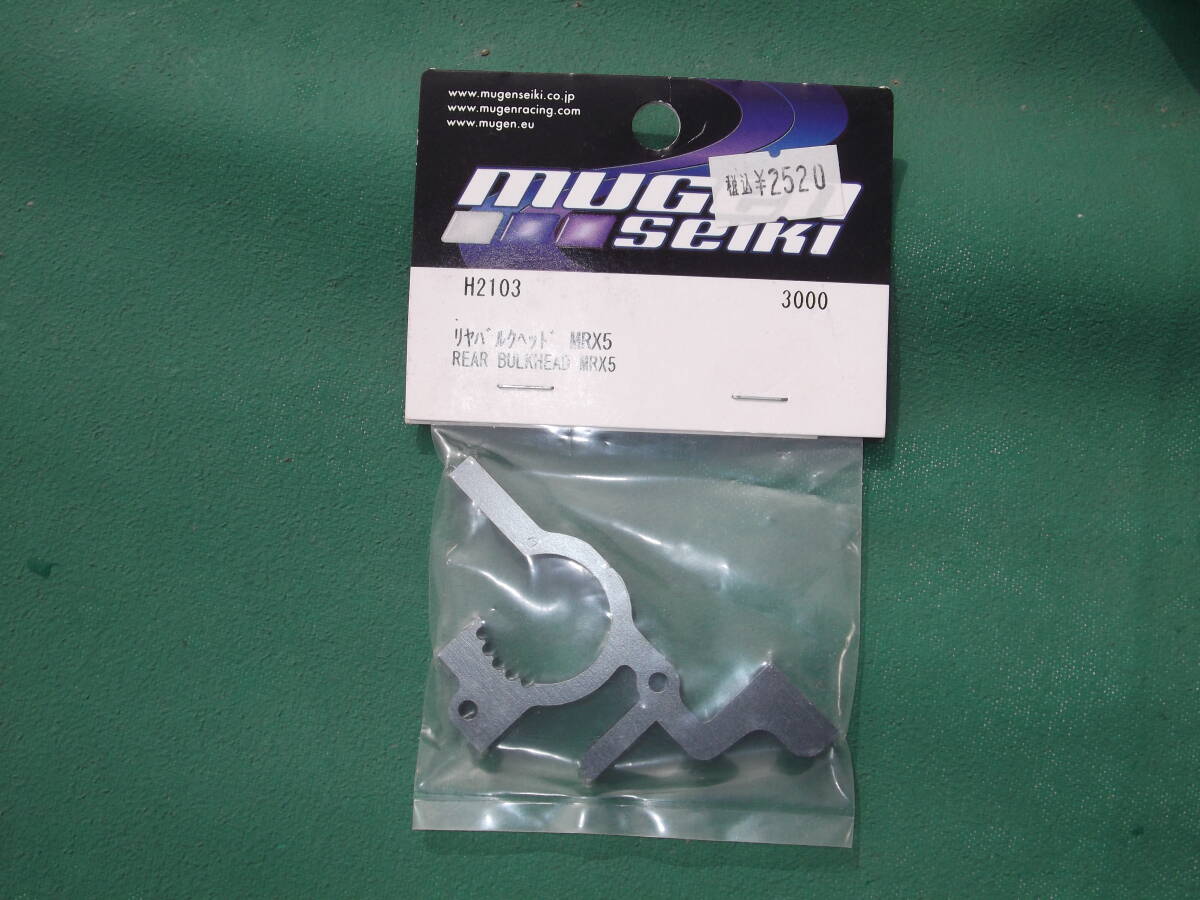 www.mugenseiki.co.jp
www.mugenracing.com
www.mugen.eu
税込¥2520
seiki
H2103
3000
リヤバルクヘッド MRX5
REAR BULKHEAD MRX5